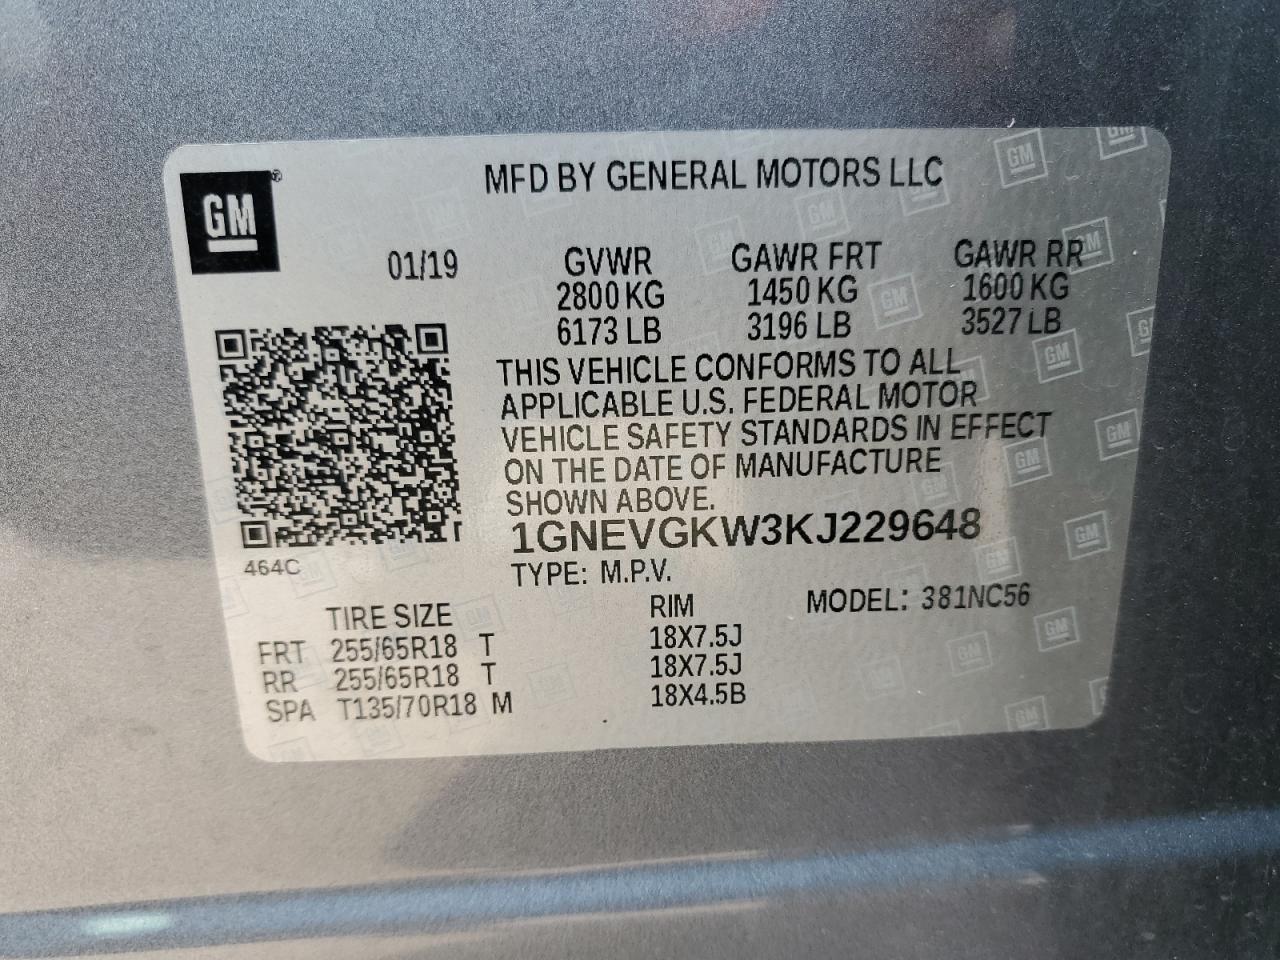 GM®
MFD BY GENERAL MOTORS LLC
01/19 GVWR GAWR FRT GAWR RR
2800 KG 1450 KG 1600 KG
6173 LB 3196 LB 3527 LB
THIS VEHICLE CONFORMS TO ALL
APPLICABLE U.S. FEDERAL MOTOR
VEHICLE SAFETY STANDARDS IN EFFECT
ON THE DATE OF MANUFACTURE
SHOWN ABOVE.
1GNEVGKW3KJ229648
464C
TYPE: M.P.V.
TIRE SIZE RIM MODEL: 381NC56
FRT 255/65R18 T 18X7.5J
RR 255/65R18 T 18X7.5J
SPA T135/70R18 M 18X4.5B